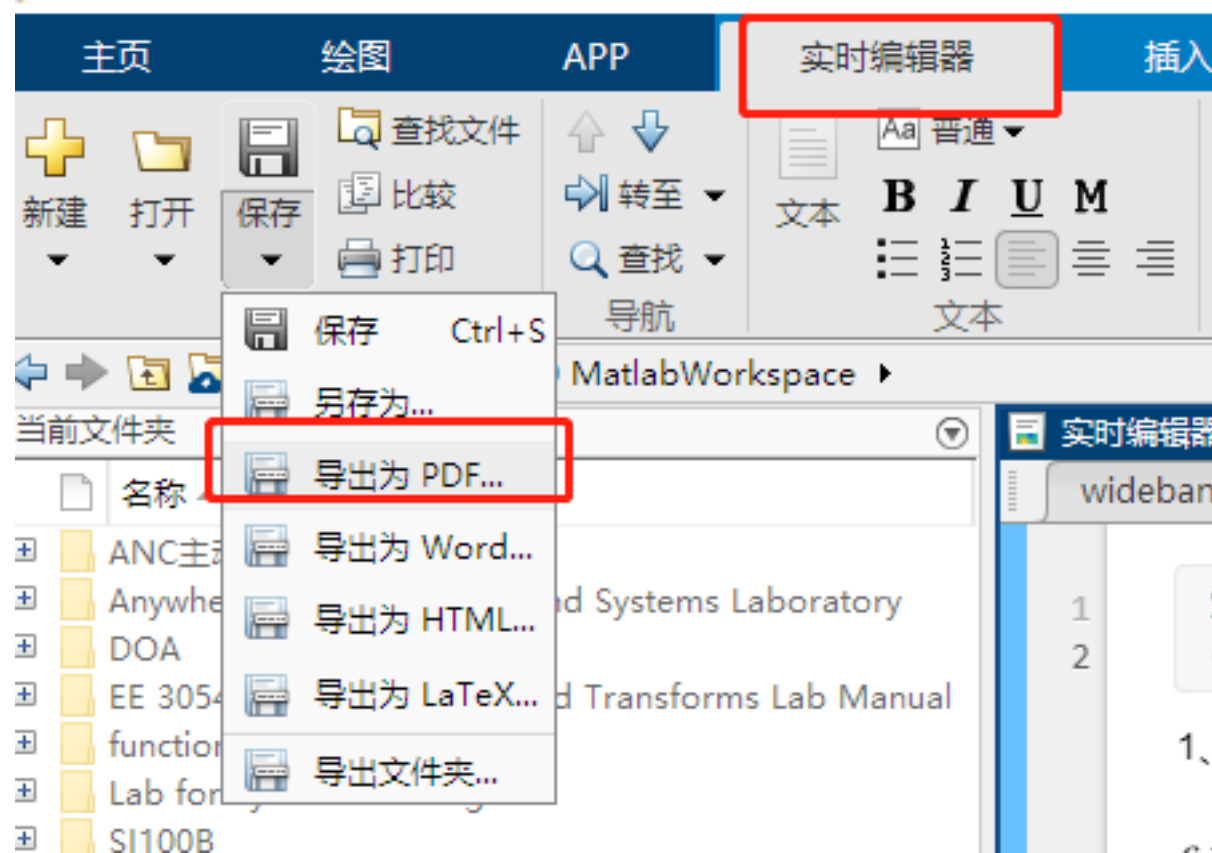 主页 绘图 APP 实时编辑器 插入
查找文件 Aa 普通
新建 打开 保存 比较 转至 文本 B I U M
打印 查找
导航 文本
保存 Ctrl+S
MatlabWorkspace
另存为...
当前文件夹 实时编辑器
导出为 PDF...
名称
导出为 Word...
ANC主
导出为 HTML...
Systems Laboratory 1
DOA 2
导出为 LaTeX...
EE 3054 Transforms Lab Manual
1、
导出文件夹...
Lab for
SI100B